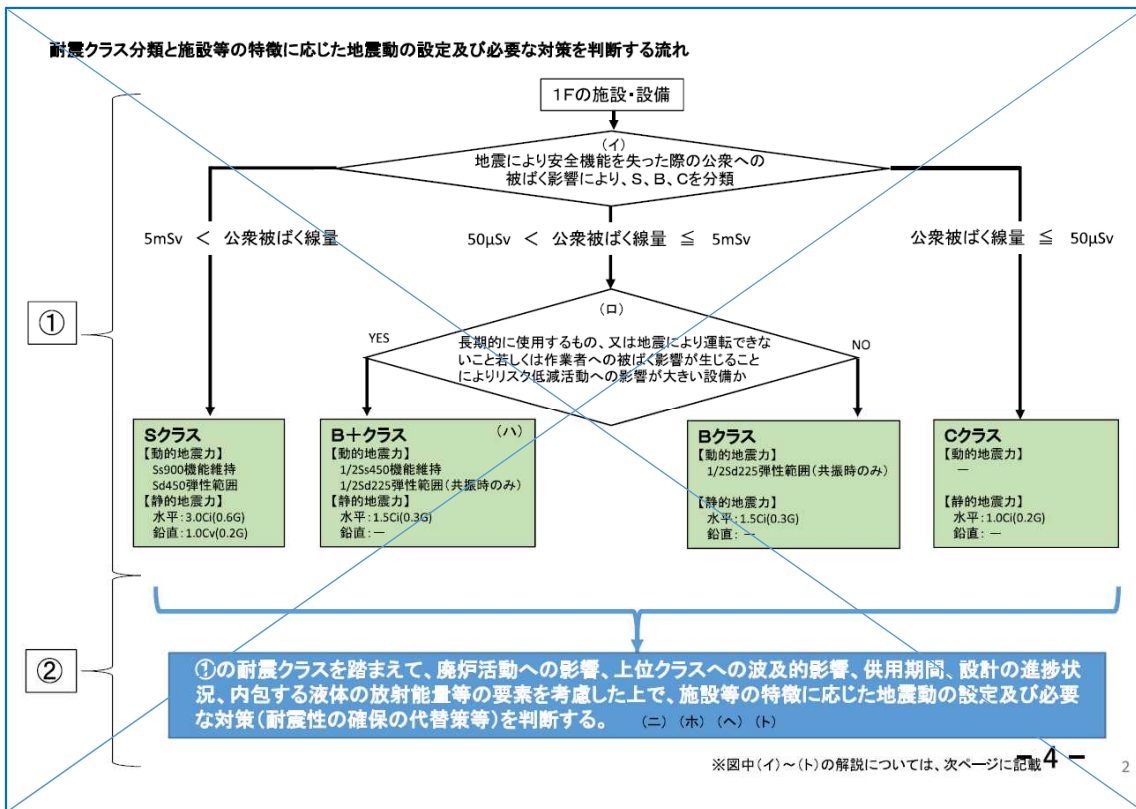 耐震クラス分類と施設等の特徴に応じた地震動の設定及び必要な対策を判断する流れ
1Fの施設・設備
(イ)
地震により安全機能を失った際の公衆への
被ばく影響により、S、B、Cを分類
5mSv ＜ 公衆被ばく線量
50μSv ＜ 公衆被ばく線量 ≦ 5mSv
公衆被ばく線量 ≦ 50μSv
①
(ロ)
長期的に使用するもの、又は地震により運転できな
いこと若しくは作業者への被ばく影響が生じること
によりリスク低減活動への影響が大きい設備か
YES
NO
Sクラス
【動的地震力】
Ss900機能維持
Sd450弾性範囲
【静的地震力】
水平:3.0Ci(0.6G)
鉛直:1.0Cv(0.2G)
B＋クラス (ハ)
【動的地震力】
1/2Ss450機能維持
1/2Sd225弾性範囲(共振時のみ)
【静的地震力】
水平:1.5Ci(0.3G)
鉛直:－
Bクラス
【動的地震力】
1/2Sd225弾性範囲(共振時のみ)
【静的地震力】
水平:1.5Ci(0.3G)
鉛直:－
Cクラス
【動的地震力】
－
【静的地震力】
水平:1.0Ci(0.2G)
鉛直:－
②
①の耐震クラスを踏まえて、廃炉活動への影響、上位クラスへの波及的影響、供用期間、設計の進捗状
況、内包する液体の放射能量等の要素を考慮した上で、施設等の特徴に応じた地震動の設定及び必要
な対策(耐震性の確保の代替策等)を判断する。 (ニ) (ホ) (ヘ) (ト)
※図中(イ)～(ト)の解説については、次ページに記載
－4－
2